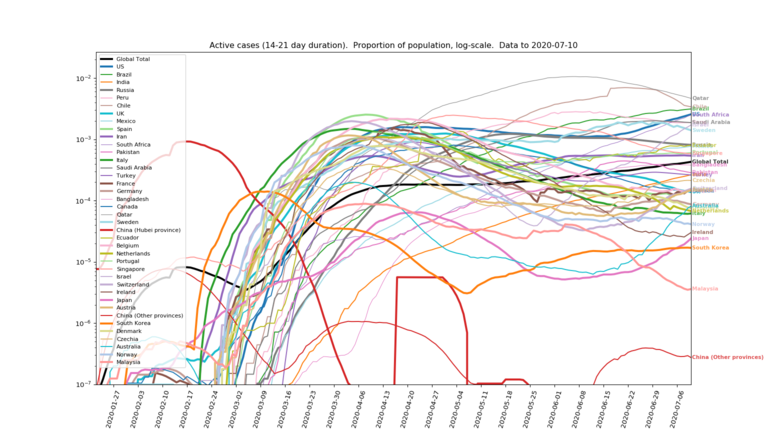 Active cases (14-21 day duration). Proportion of population, log-scale. Data to 2020-07-10
10⁻²
10⁻³
10⁻⁴
10⁻⁵
10⁻⁶
10⁻⁷
Global Total
US
Brazil
India
Russia
Peru
Chile
UK
Mexico
Spain
Iran
South Africa
Pakistan
Italy
Saudi Arabia
Turkey
France
Germany
Bangladesh
Canada
Qatar
Sweden
China (Hubei province)
Ecuador
Belgium
Netherlands
Portugal
Singapore
Israel
Switzerland
Ireland
Japan
Austria
China (Other provinces)
South Korea
Denmark
Czechia
Australia
Norway
Malaysia
Qatar
Brazil
South Africa
Saudi Arabia
Sweden
Global Total
Norway
Ireland
Japan
South Korea
Malaysia
China (Other provinces)
2020-01-27
2020-02-03
2020-02-10
2020-02-17
2020-02-24
2020-03-02
2020-03-09
2020-03-16
2020-03-23
2020-03-30
2020-04-06
2020-04-13
2020-04-20
2020-04-27
2020-05-04
2020-05-11
2020-05-18
2020-05-25
2020-06-01
2020-06-08
2020-06-15
2020-06-22
2020-06-29
2020-07-06